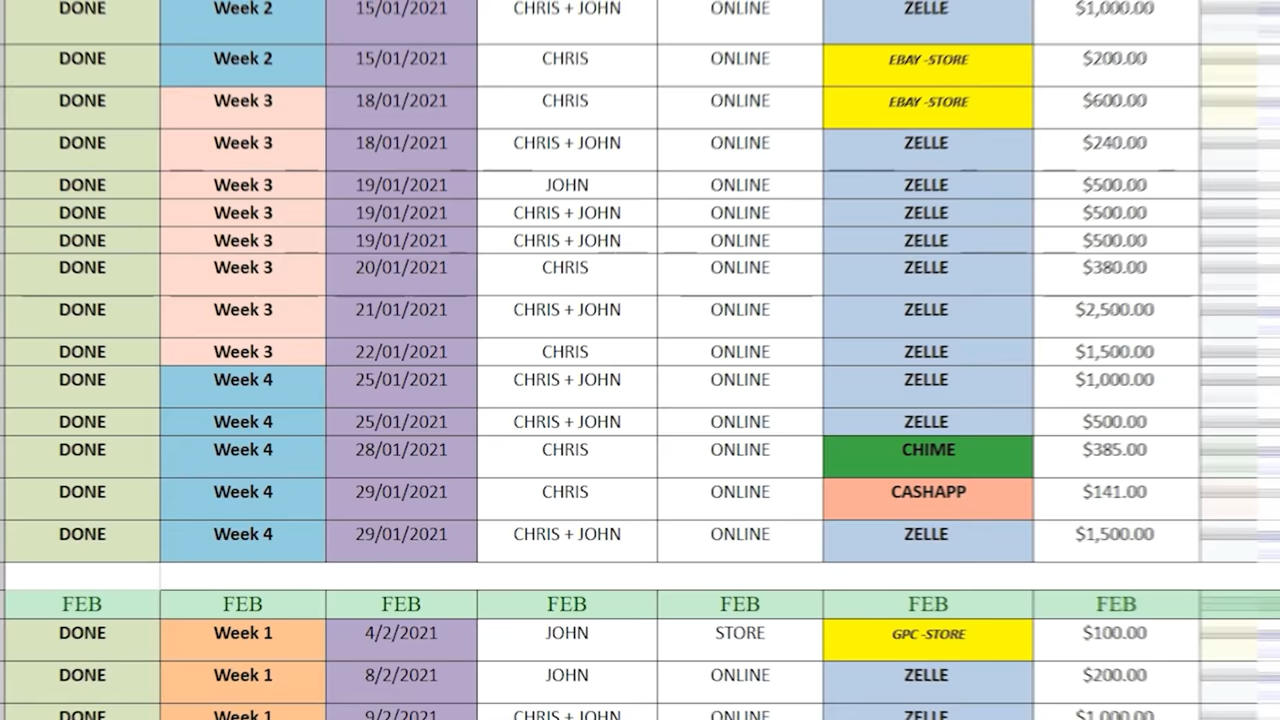 DONE Week 2 15/01/2021 CHRIS + JOHN ONLINE ZELLE $1,000.00
DONE Week 2 15/01/2021 CHRIS ONLINE EBAY -STORE $200.00
DONE Week 3 18/01/2021 CHRIS ONLINE EBAY -STORE $600.00
DONE Week 3 18/01/2021 CHRIS + JOHN ONLINE ZELLE $240.00
DONE Week 3 19/01/2021 JOHN ONLINE ZELLE $500.00
DONE Week 3 19/01/2021 CHRIS + JOHN ONLINE ZELLE $500.00
DONE Week 3 19/01/2021 CHRIS + JOHN ONLINE ZELLE $500.00
DONE Week 3 20/01/2021 CHRIS ONLINE ZELLE $380.00
DONE Week 3 21/01/2021 CHRIS + JOHN ONLINE ZELLE $2,500.00
DONE Week 3 22/01/2021 CHRIS ONLINE ZELLE $1,500.00
DONE Week 4 25/01/2021 CHRIS + JOHN ONLINE ZELLE $1,000.00
DONE Week 4 25/01/2021 CHRIS + JOHN ONLINE ZELLE $500.00
DONE Week 4 28/01/2021 CHRIS ONLINE CHIME $385.00
DONE Week 4 29/01/2021 CHRIS ONLINE CASHAPP $141.00
DONE Week 4 29/01/2021 CHRIS + JOHN ONLINE ZELLE $1,500.00
FEB FEB FEB FEB FEB FEB FEB
DONE Week 1 4/2/2021 JOHN STORE GPC -STORE $100.00
DONE Week 1 8/2/2021 JOHN ONLINE ZELLE $200.00
DONE Week 1 9/2/2021 CHRIS + JOHN ONLINE ZELLE $1,000.00